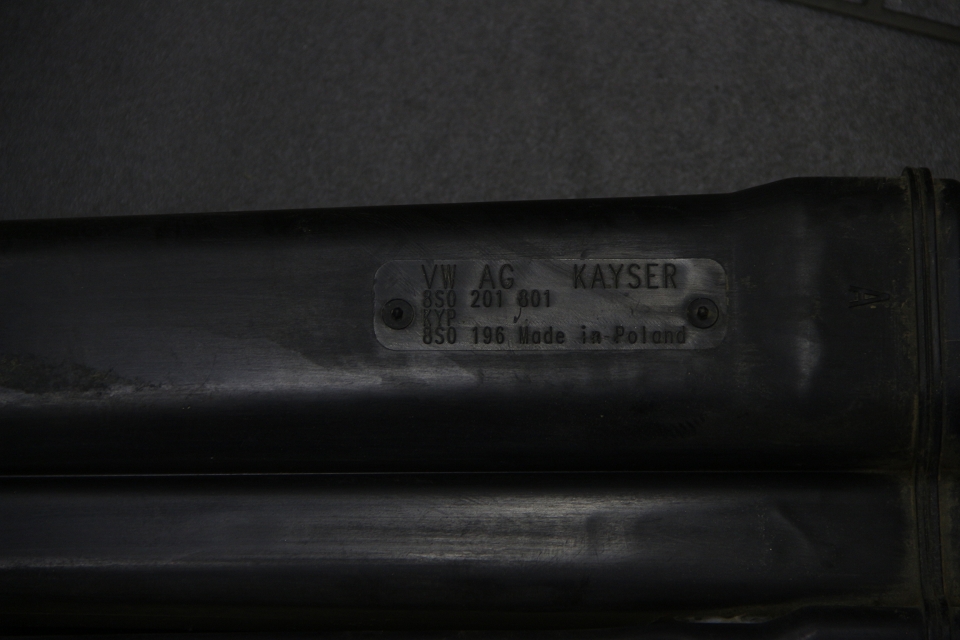 VW AG KAYSER
8S0 201 801
KYP
8S0 196 Made in Poland
A